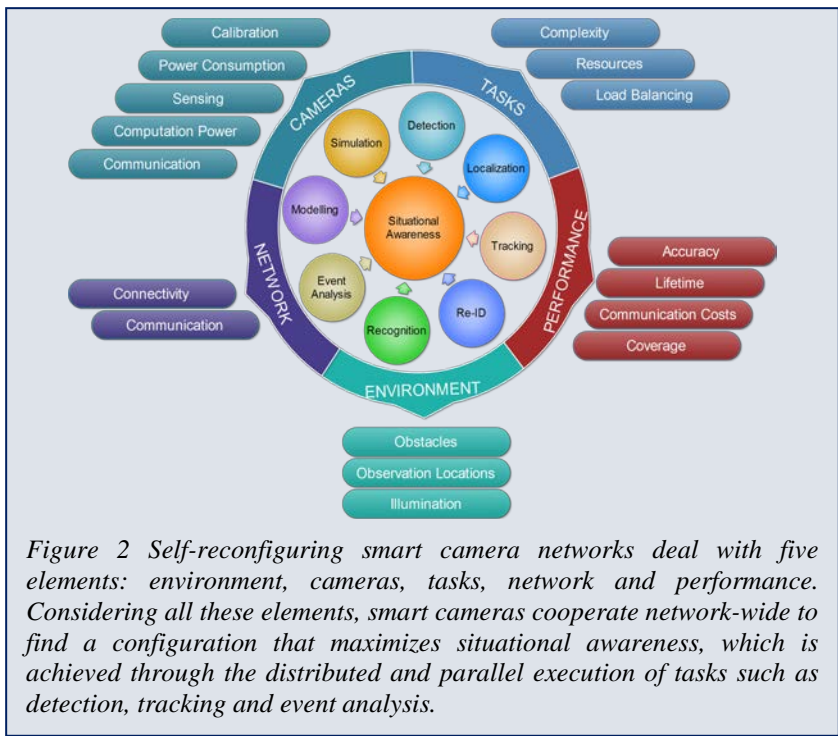 Calibration
Power Consumption
Sensing
Computation Power
Communication
Complexity
Resources
Load Balancing
CAMERAS
TASKS
Simulation
Detection
Localization
Modelling
Situational
Awareness
Tracking
Event
Analysis
Recognition
Re-ID
NETWORK
PERFORMANCE
ENVIRONMENT
Connectivity
Communication
Accuracy
Lifetime
Communication Costs
Coverage
Obstacles
Observation Locations
Illumination
Figure 2 Self-reconfiguring smart camera networks deal with five
elements: environment, cameras, tasks, network and performance.
Considering all these elements, smart cameras cooperate network-wide to
find a configuration that maximizes situational awareness, which is
achieved through the distributed and parallel execution of tasks such as
detection, tracking and event analysis.